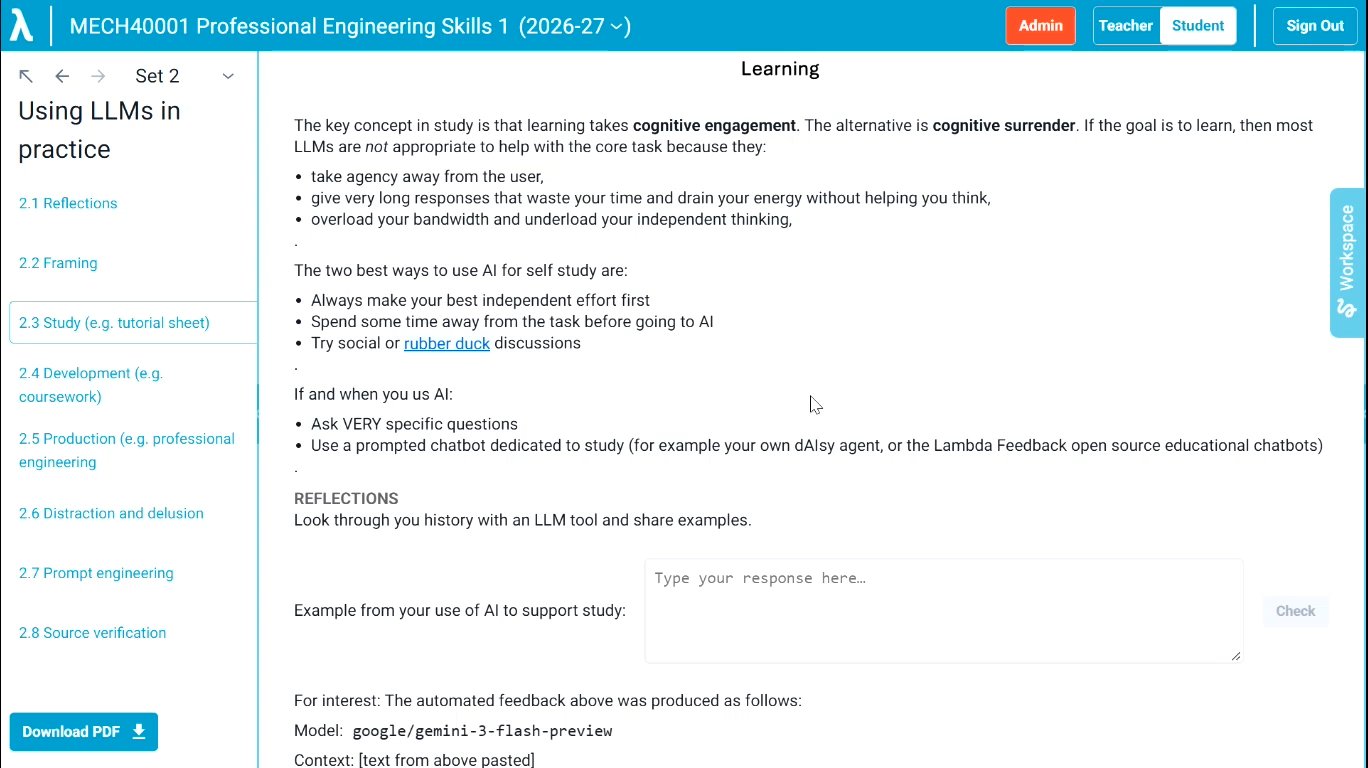 λ MECH40001 Professional Engineering Skills 1 (2026-27)
Admin Teacher Student Sign Out
Set 2
Using LLMs in
practice
2.1 Reflections
2.2 Framing
2.3 Study (e.g. tutorial sheet)
2.4 Development (e.g.
coursework)
2.5 Production (e.g. professional
engineering
2.6 Distraction and delusion
2.7 Prompt engineering
2.8 Source verification
Download PDF
Learning
The key concept in study is that learning takes cognitive engagement. The alternative is cognitive surrender. If the goal is to learn, then most
LLMs are not appropriate to help with the core task because they:
• take agency away from the user,
• give very long responses that waste your time and drain your energy without helping you think,
• overload your bandwidth and underload your independent thinking,
.
The two best ways to use AI for self study are:
• Always make your best independent effort first
• Spend some time away from the task before going to AI
• Try social or rubber duck discussions
.
If and when you us AI:
• Ask VERY specific questions
• Use a prompted chatbot dedicated to study (for example your own dAIsy agent, or the Lambda Feedback open source educational chatbots)
.
REFLECTIONS
Look through you history with an LLM tool and share examples.
Example from your use of AI to support study:
Type your response here…
Check
For interest: The automated feedback above was produced as follows:
Model: google/gemini-3-flash-preview
Context: [text from above pasted]
Workspace